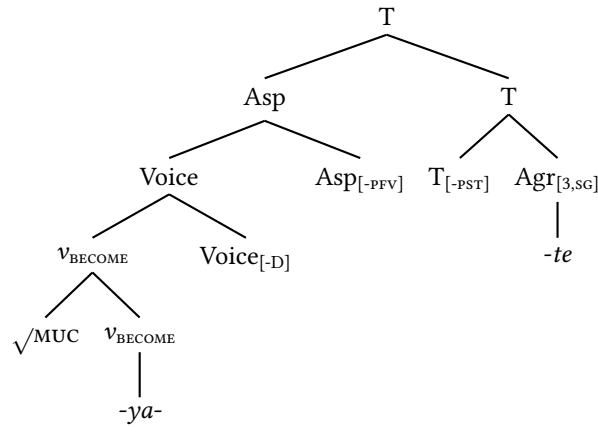 T
Asp T
Voice Asp[-PFV] T[-PST] Agr[3,SG]
vBECOME Voice[-D] -te
√MUC vBECOME
-ya-